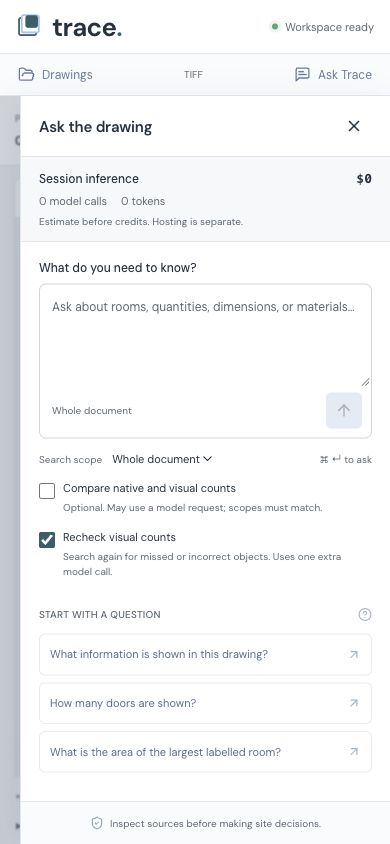 trace.
Workspace ready
Drawings
TIFF
Ask Trace
Ask the drawing
Session inference
$0
0 model calls 0 tokens
Estimate before credits. Hosting is separate.
What do you need to know?
Ask about rooms, quantities, dimensions, or materials...
Whole document
Search scope Whole document
⌘ ↵ to ask
Compare native and visual counts
Optional. May use a model request; scopes must match.
Recheck visual counts
Search again for missed or incorrect objects. Uses one extra
model call.
START WITH A QUESTION
?
What information is shown in this drawing?
How many doors are shown?
What is the area of the largest labelled room?
Inspect sources before making site decisions.